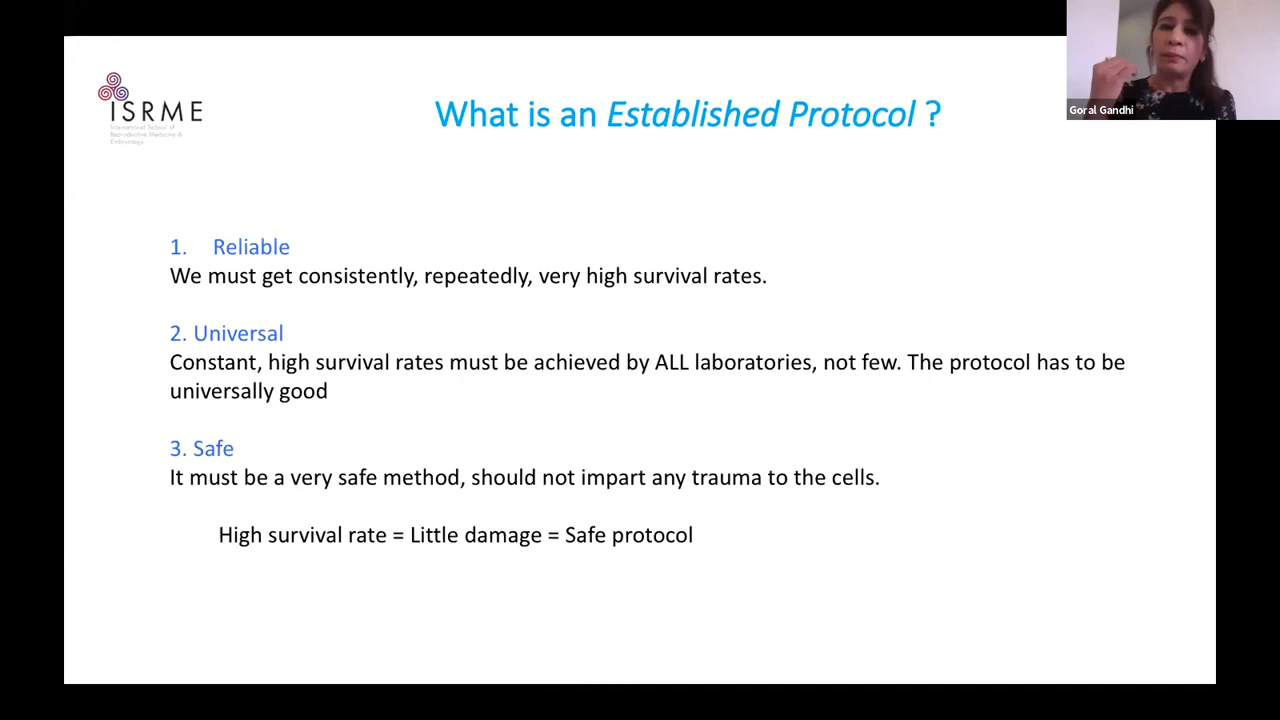 ISRME
International School of
Reproductive Medicine &
Embryology
What is an Established Protocol ?
Goral Gandhi
1. Reliable
We must get consistently, repeatedly, very high survival rates.
2. Universal
Constant, high survival rates must be achieved by ALL laboratories, not few. The protocol has to be
universally good
3. Safe
It must be a very safe method, should not impart any trauma to the cells.
High survival rate = Little damage = Safe protocol